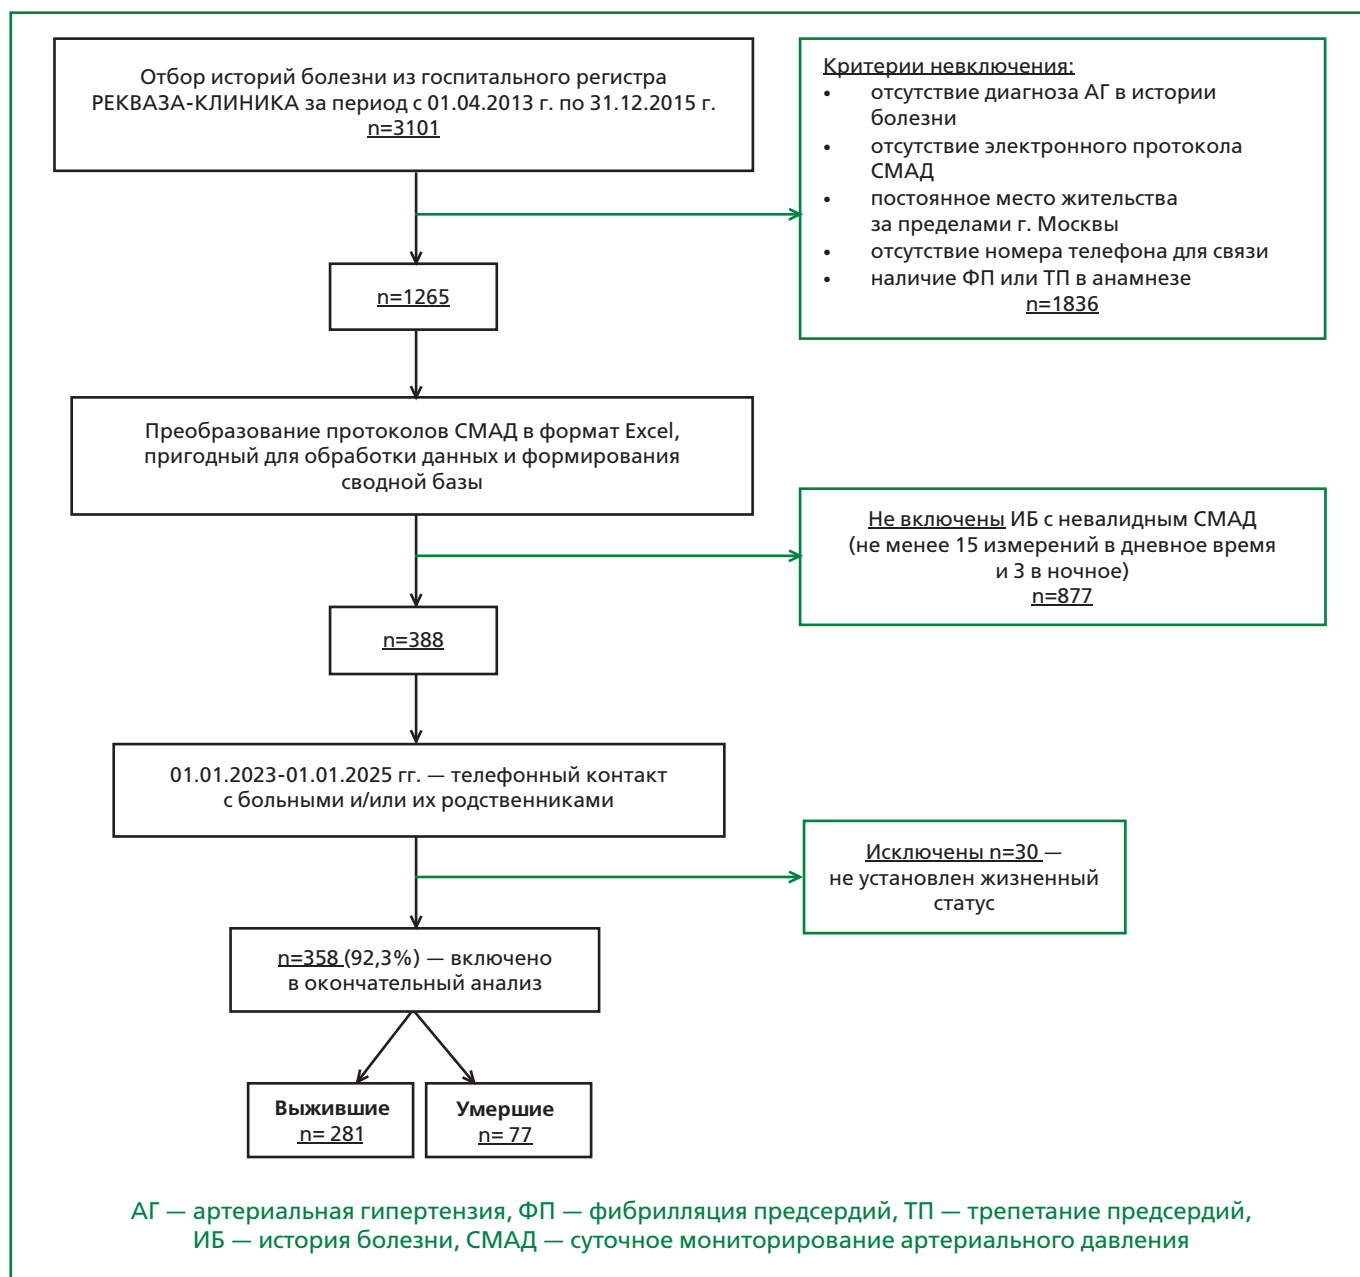 Отбор историй болезни из госпитального регистра
РЕКВАЗА-КЛИНИКА за период с 01.04.2013 г. по 31.12.2015 г.
n=3101
Критерии невключения:
• отсутствие диагноза АГ в истории
болезни
• отсутствие электронного протокола
СМАД
• постоянное место жительства
за пределами г. Москвы
• отсутствие номера телефона для связи
• наличие ФП или ТП в анамнезе
n=1836
n=1265
Преобразование протоколов СМАД в формат Excel,
пригодный для обработки данных и формирования
сводной базы
Не включены ИБ с невалидным СМАД
(не менее 15 измерений в дневное время
и 3 в ночное)
n=877
n=388
01.01.2023-01.01.2025 гг. — телефонный контакт
с больными и/или их родственниками
Исключены n=30 —
не установлен жизненный
статус
n=358 (92,3%) — включено
в окончательный анализ
Выжившие
n= 281
Умершие
n= 77
АГ — артериальная гипертензия, ФП — фибрилляция предсердий, ТП — трепетание предсердий,
ИБ — история болезни, СМАД — суточное мониторирование артериального давления